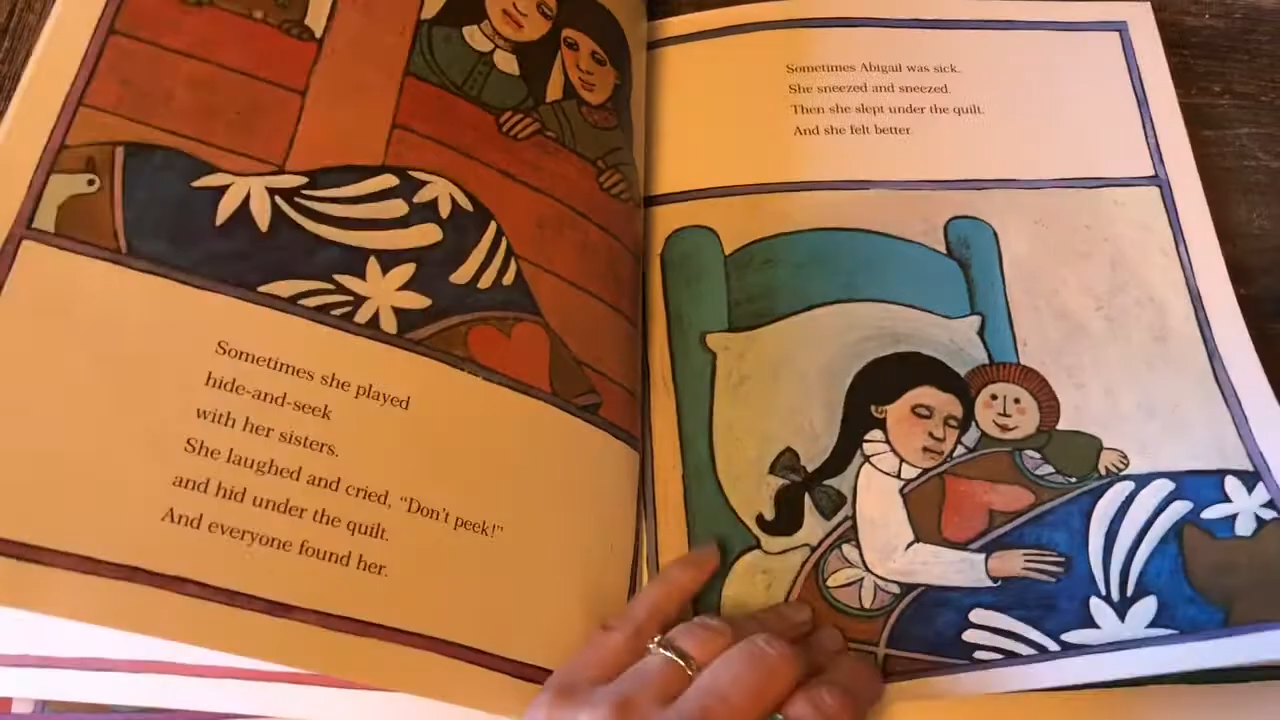 Sometimes she played
hide-and-seek
with her sisters.
She laughed and cried, “Don’t peek!”
and hid under the quilt.
And everyone found her.
Sometimes Abigail was sick.
She sneezed and sneezed.
Then she slept under the quilt.
And she felt better.